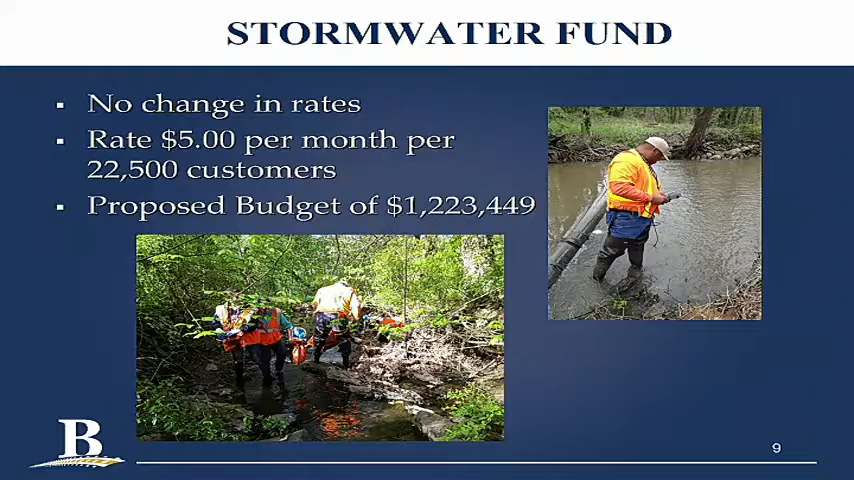 STORMWATER FUND
▪ No change in rates
▪ Rate $5.00 per month per
22,500 customers
▪ Proposed Budget of $1,223,449
B
9